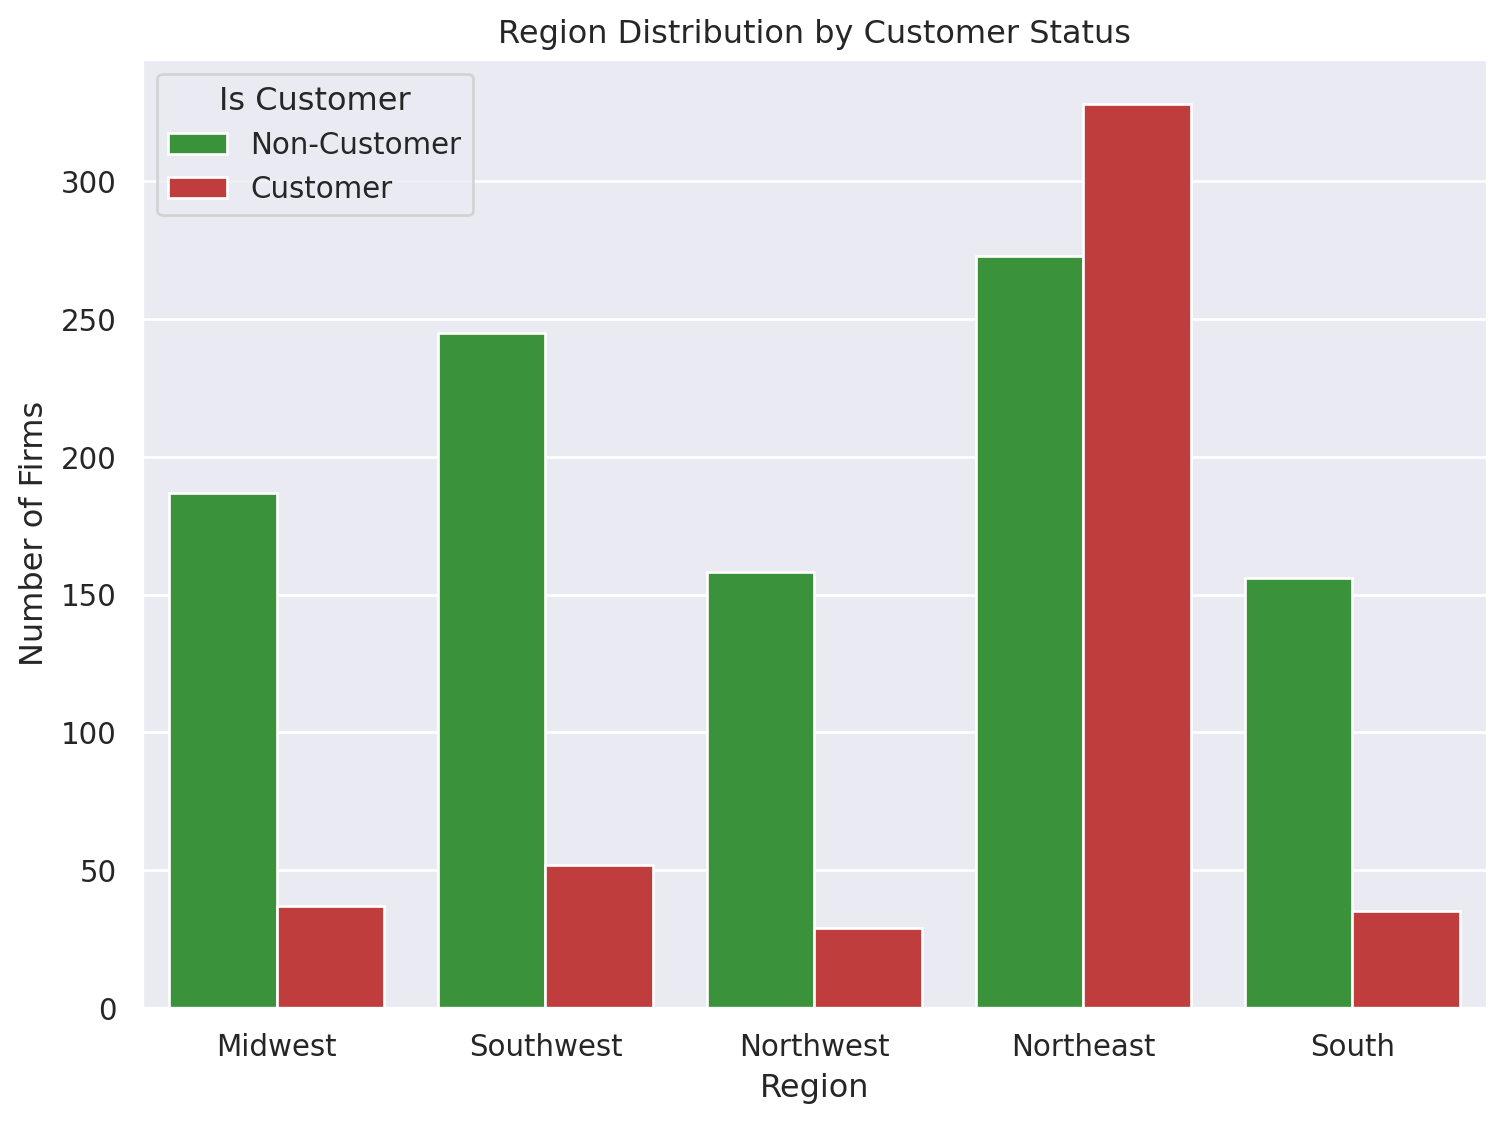 Region Distribution by Customer Status
Is Customer
Non-Customer
Customer
300
250
200
150
100
50
0
Number of Firms
Midwest Southwest Northwest Northeast South
Region